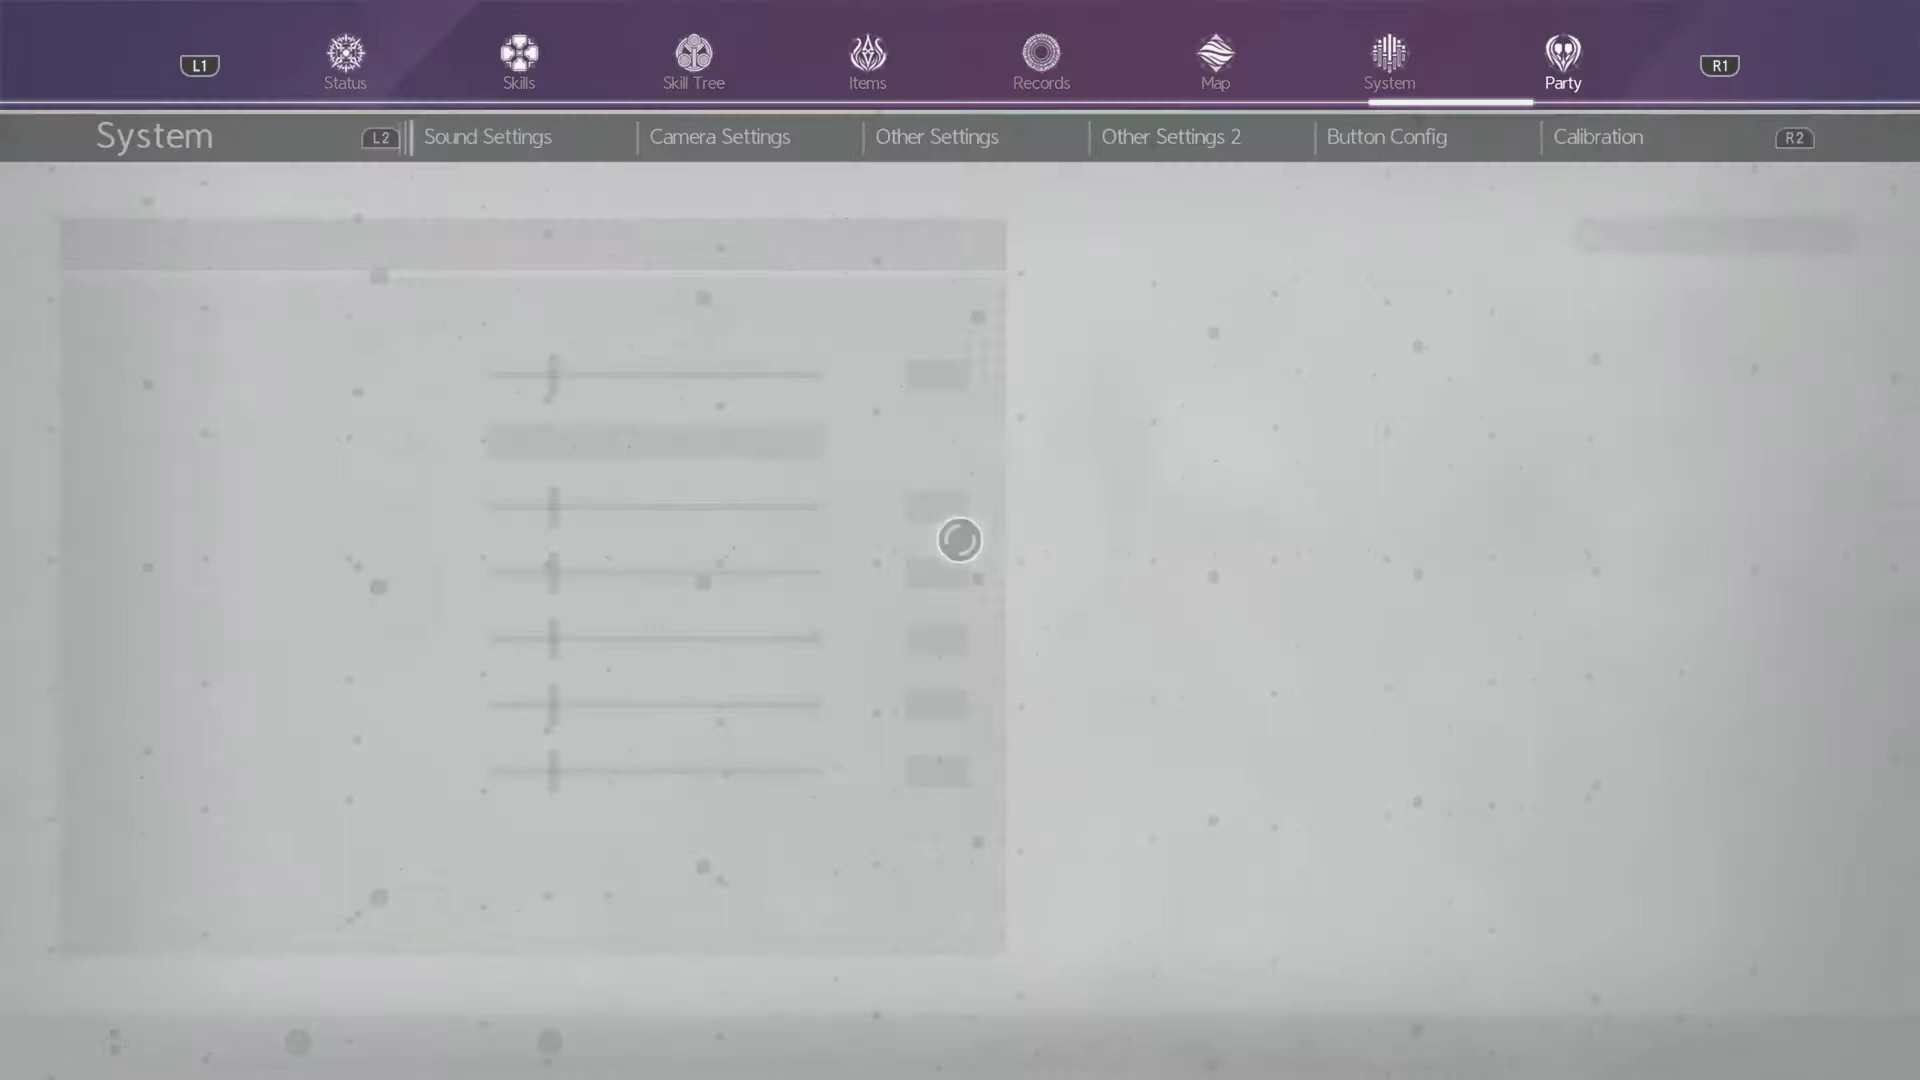 L1 Status Skills Skill Tree Items Records Map System Party R1
System L2 Sound Settings Camera Settings Other Settings Other Settings 2 Button Config Calibration R2